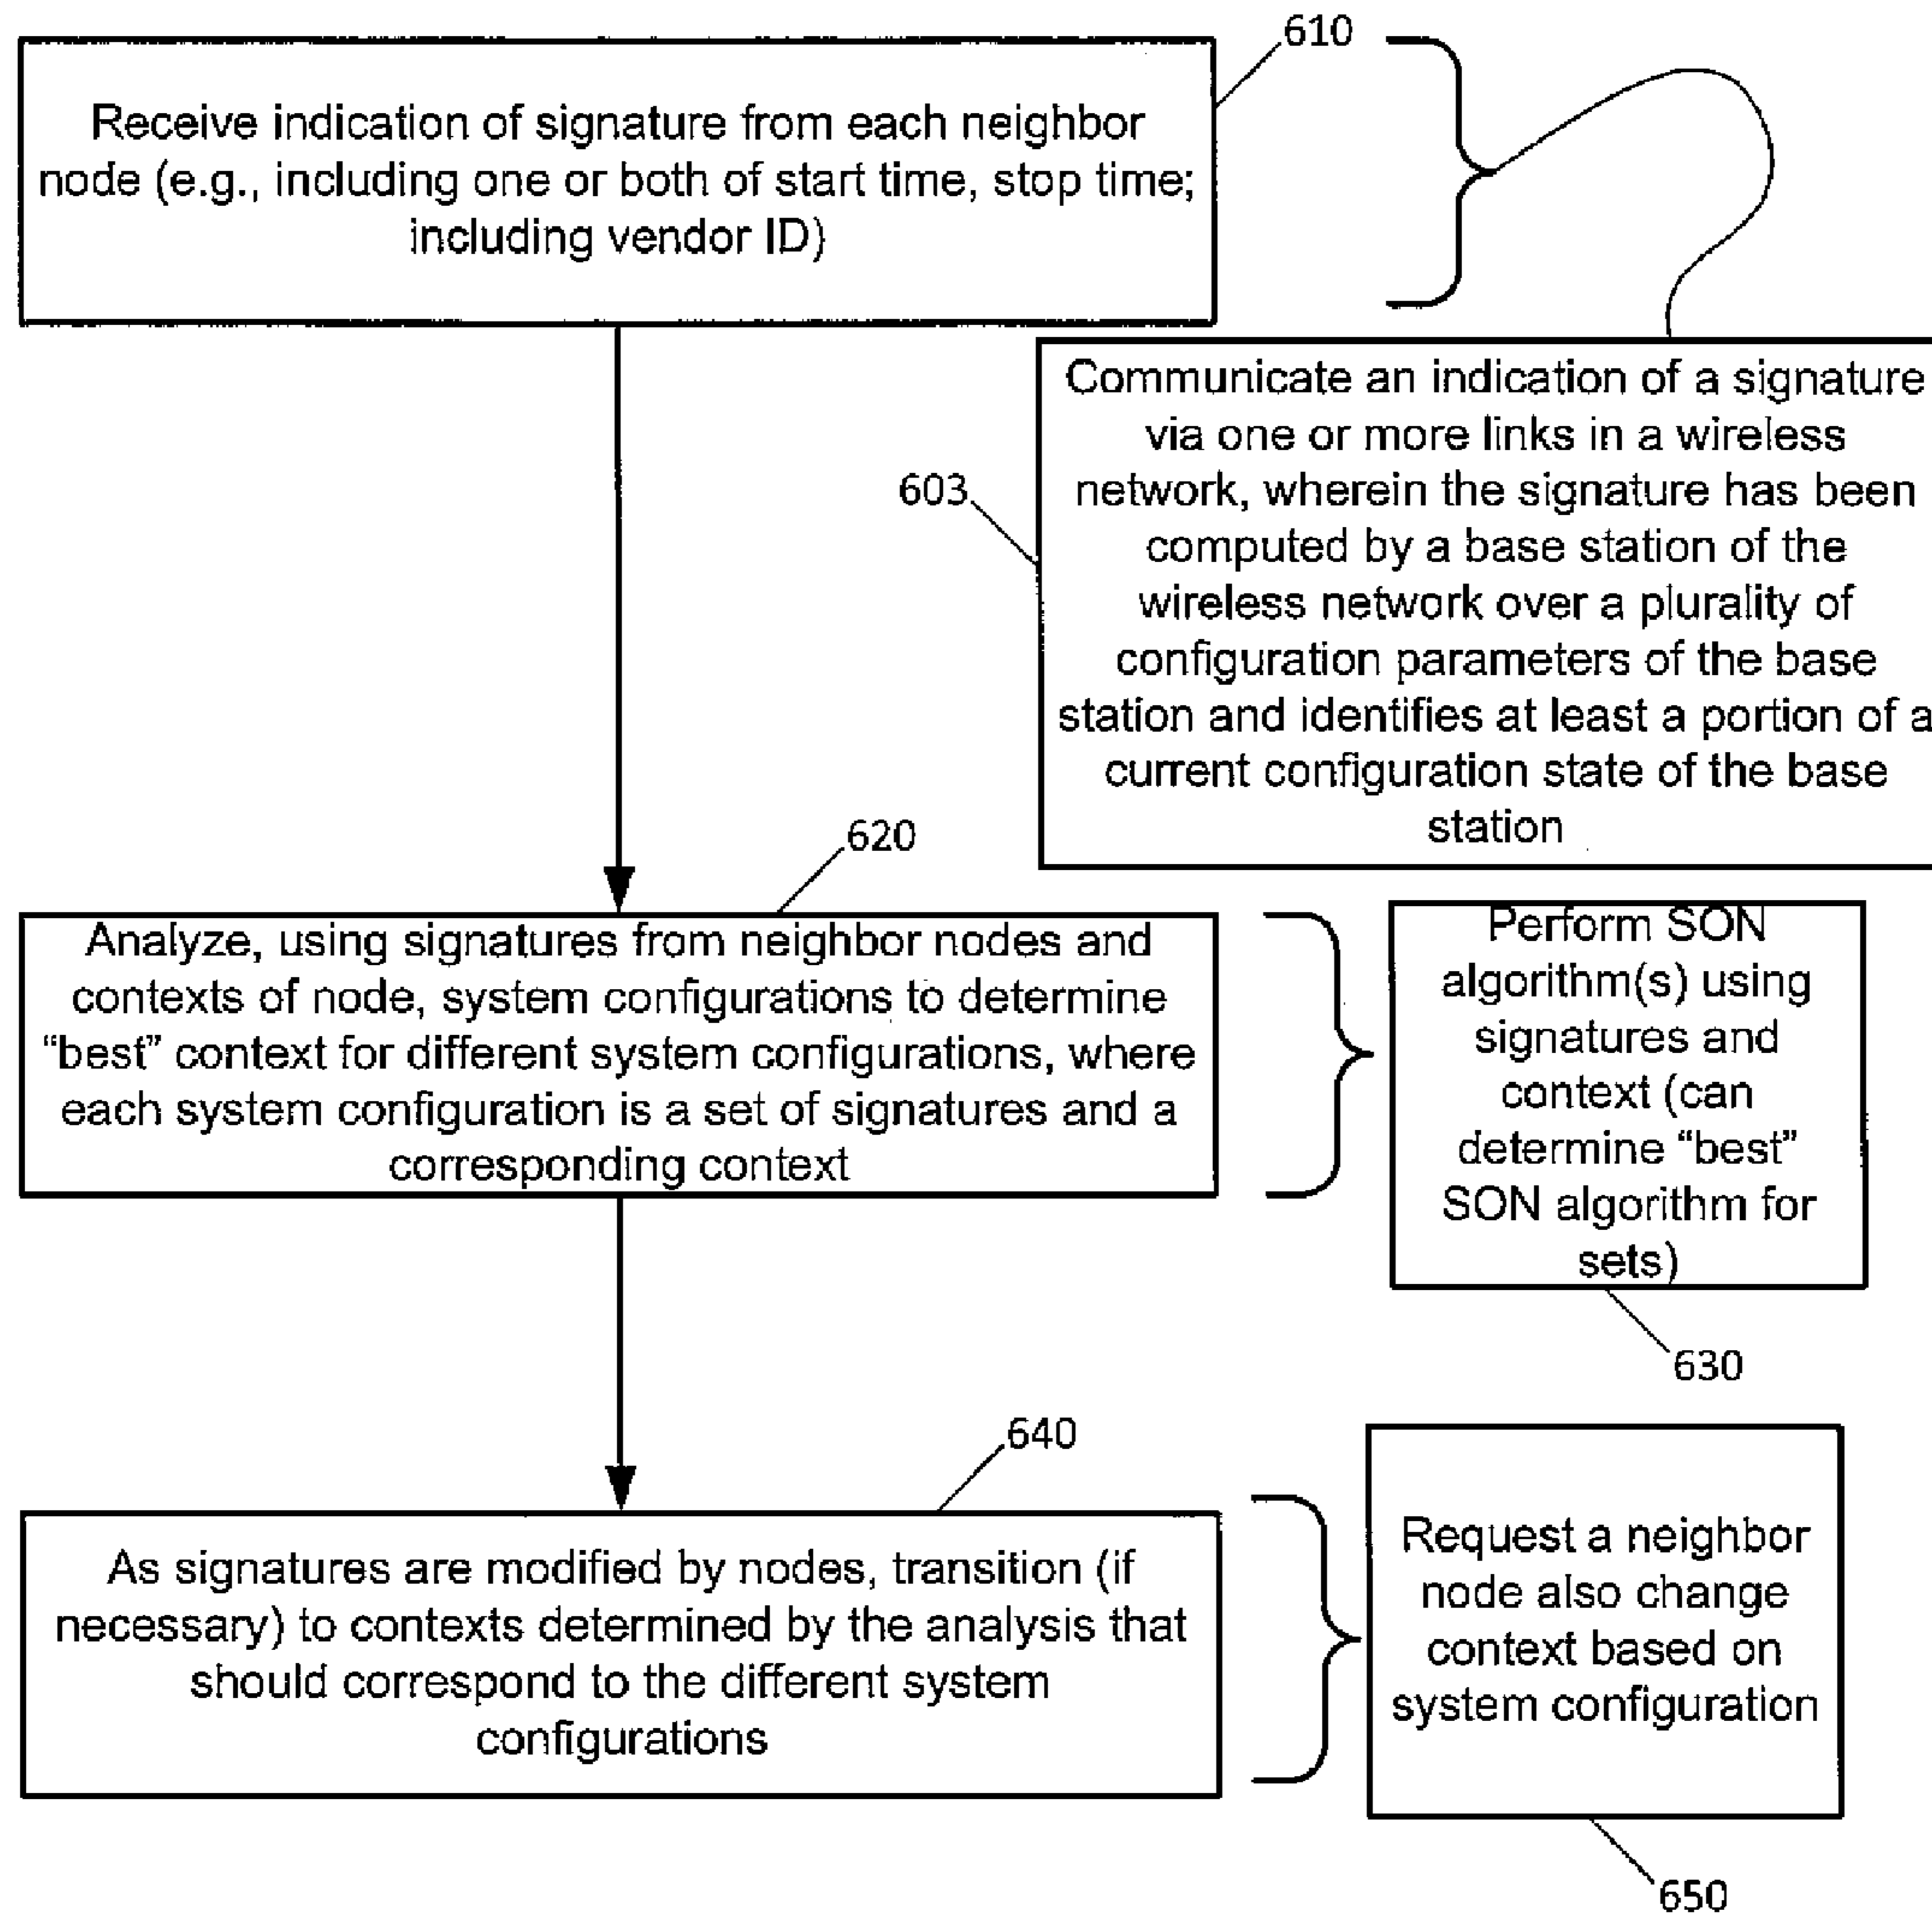 610
Receive indication of signature from each neighbor
node (e.g., including one or both of start time, stop time;
including vendor ID)
Communicate an indication of a signature
via one or more links in a wireless
network, wherein the signature has been
computed by a base station of the
wireless network over a plurality of
configuration parameters of the base
station and identifies at least a portion of a
current configuration state of the base
station
603
620
Analyze, using signatures from neighbor nodes and
contexts of node, system configurations to determine
“best” context for different system configurations, where
each system configuration is a set of signatures and a
corresponding context
Perform SON
algorithm(s) using
signatures and
context (can
determine “best”
SON algorithm for
sets)
630
640
As signatures are modified by nodes, transition (if
necessary) to contexts determined by the analysis that
should correspond to the different system
configurations
Request a neighbor
node also change
context based on
system configuration
650